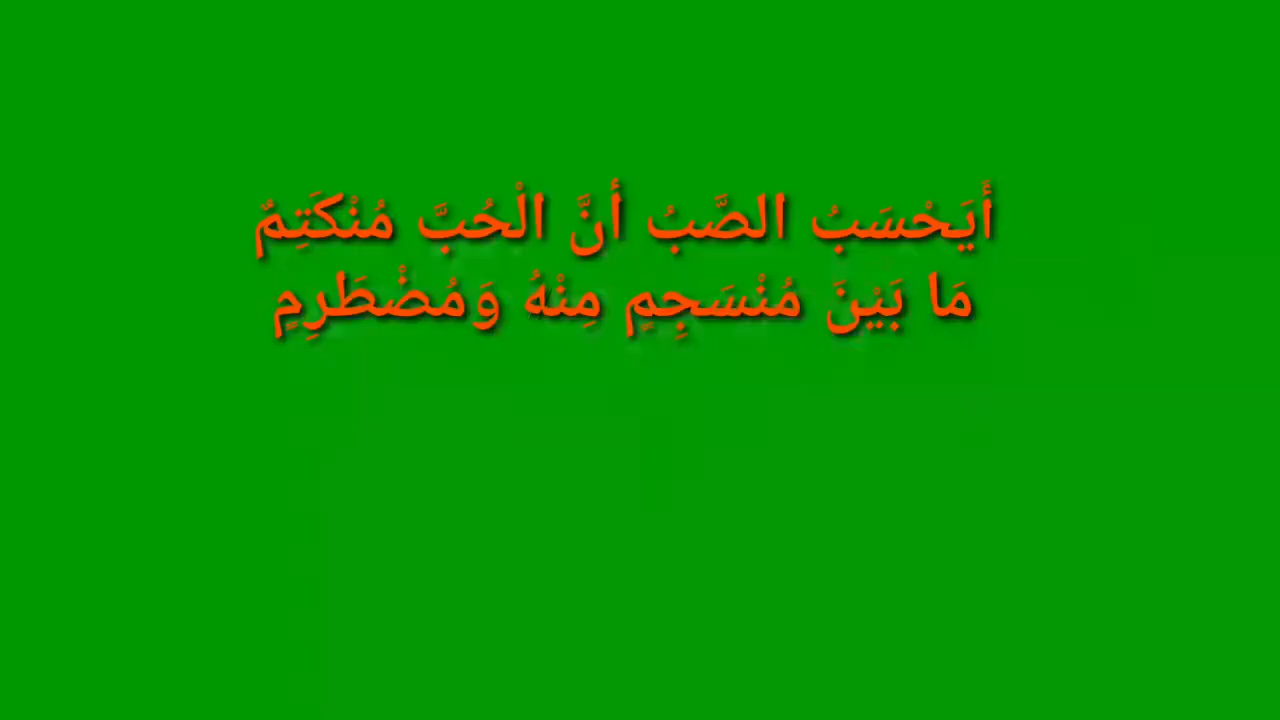 أَيَحْسَبُ الصَّبُ أنَّ الْحُبَّ مُنْكَتِمٌ
مَا بَيْنَ مُنْسَجِمٍ مِنْهُ وَمُضْطَرِمٍ